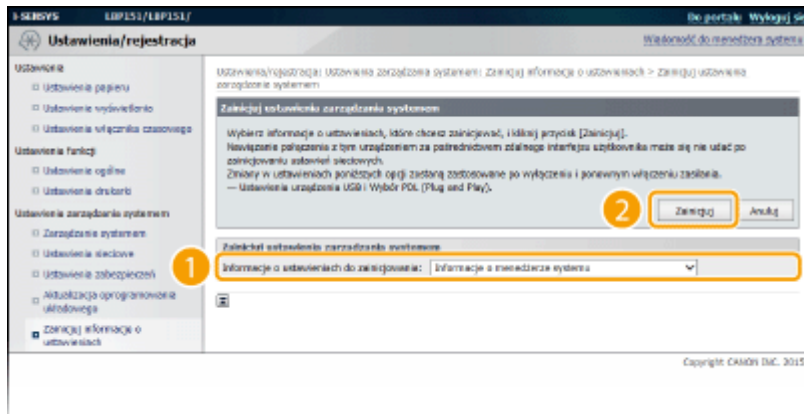 i-SENSYS LBP151/LBP151/ Do portalu Wyloguj się
Ustawienia/rejestracja Wiadomość do menedżera systemu
Ustawienia
Ustawienia papieru
Ustawienia wyświetlania
Ustawienia włącznika czasowego
Ustawienia funkcji
Ustawienia ogólne
Ustawienia drukarki
Ustawienia zarządzania systemem
Zarządzanie systemem
Ustawienia sieciowe
Ustawienia zabezpieczeń
Aktualizacja oprogramowania
układowego
Zainicjuj informacje o
ustawieniach
Ustawienia/rejestracja: Ustawienia zarządzania systemem: Zainicjuj informacje o ustawieniach > Zainicjuj ustawienia
zarządzania systemem
Zainicjuj ustawienia zarządzania systemem
Wybierz informacje o ustawieniach, które chcesz zainicjować, i kliknij przycisk [Zainicjuj].
Nawiązanie połączenia z tym urządzeniem za pośrednictwem zdalnego interfejsu użytkownika może się nie udać po
zainicjowaniu ustawień sieciowych.
Zmiany w ustawieniach poniższych opcji zostaną zastosowane po wyłączeniu i ponownym włączeniu zasilania.
— Ustawienia urządzenia USB i Wybór PDL (Plug and Play).
2 Zainicjuj Anuluj
Zainicjuj ustawienia zarządzania systemem
1 Informacje o ustawieniach do zainicjowania: Informacje o menedżerze systemu
Copyright CANON INC. 2015